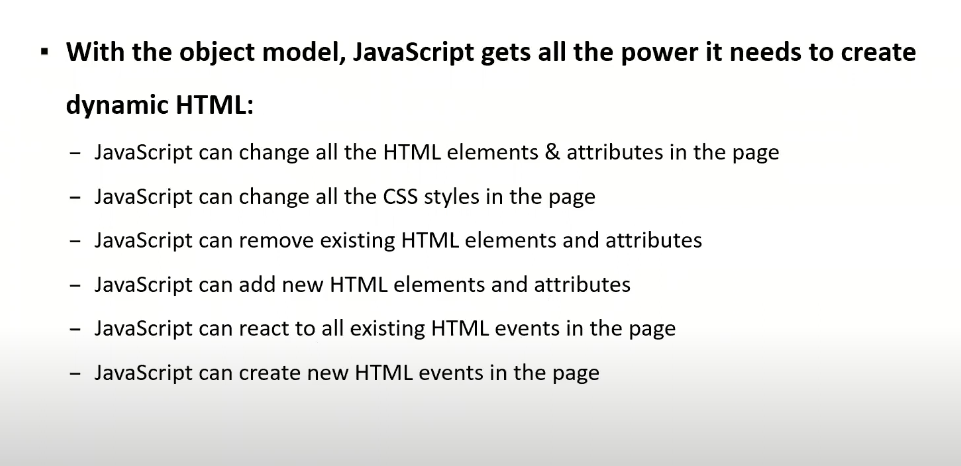 ▪ With the object model, JavaScript gets all the power it needs to create
dynamic HTML:
– JavaScript can change all the HTML elements & attributes in the page
– JavaScript can change all the CSS styles in the page
– JavaScript can remove existing HTML elements and attributes
– JavaScript can add new HTML elements and attributes
– JavaScript can react to all existing HTML events in the page
– JavaScript can create new HTML events in the page